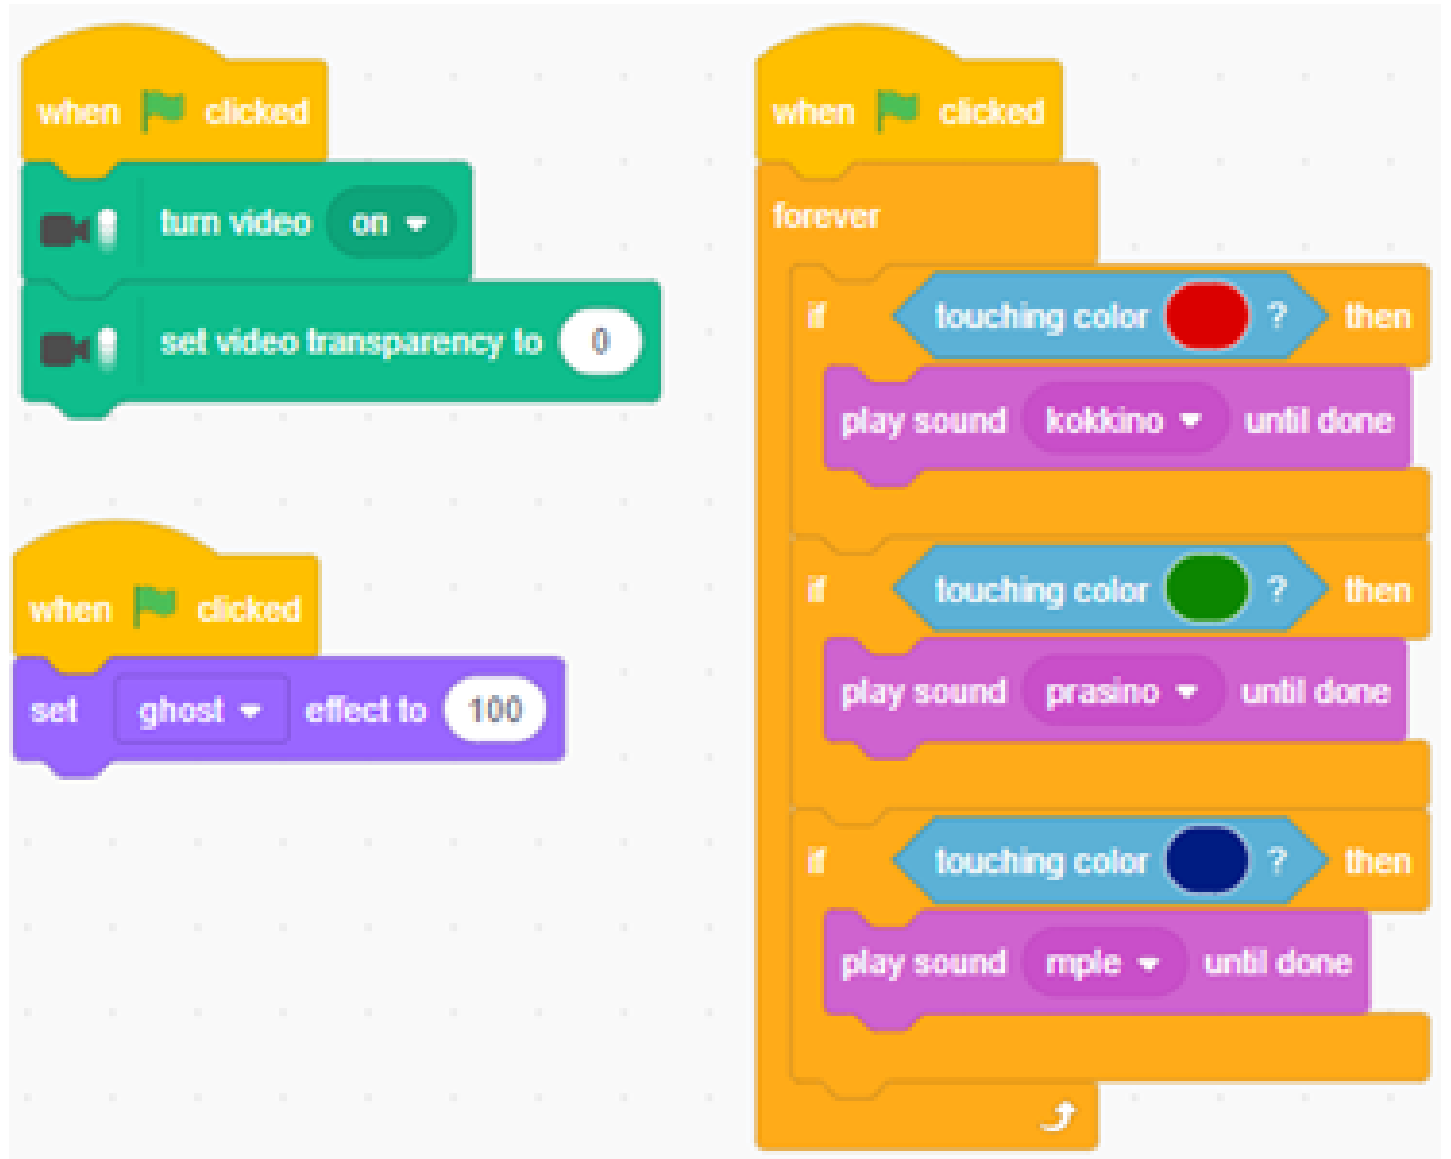 when clicked
turn video on
set video transparency to 0
when clicked
set ghost effect to 100
when clicked
forever
if touching color ? then
play sound kokkino until done
if touching color ? then
play sound prasino until done
if touching color ? then
play sound mple until done